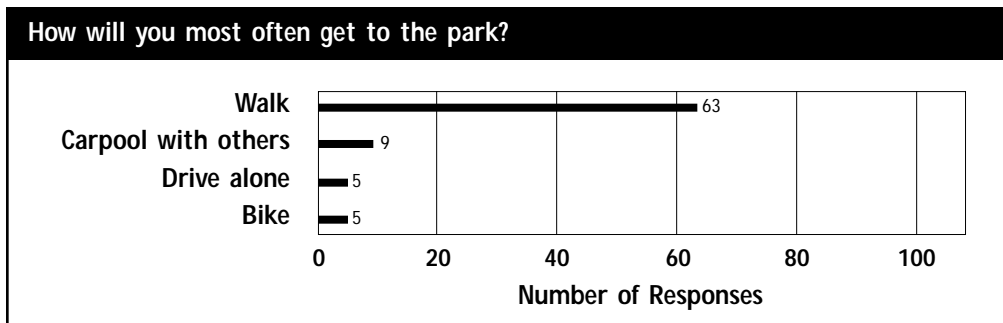 How will you most often get to the park?
Walk 63
Carpool with others 9
Drive alone 5
Bike 5
0 20 40 60 80 100
Number of Responses